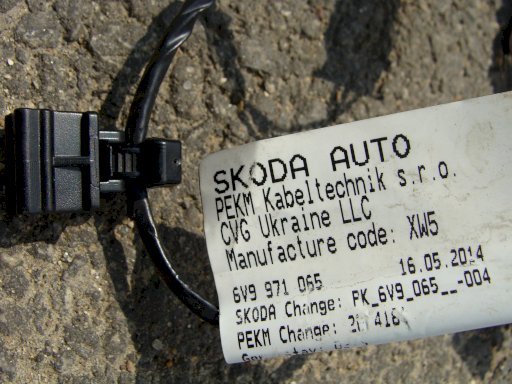 SKODA AUTO
PEKM Kabeltechnik s.r.o.
CVG Ukraine LLC
Manufacture code: XW5
16.05.2014
6V9 971 065
SKODA Change: PK_6V9_065__-004
PEKM Change: